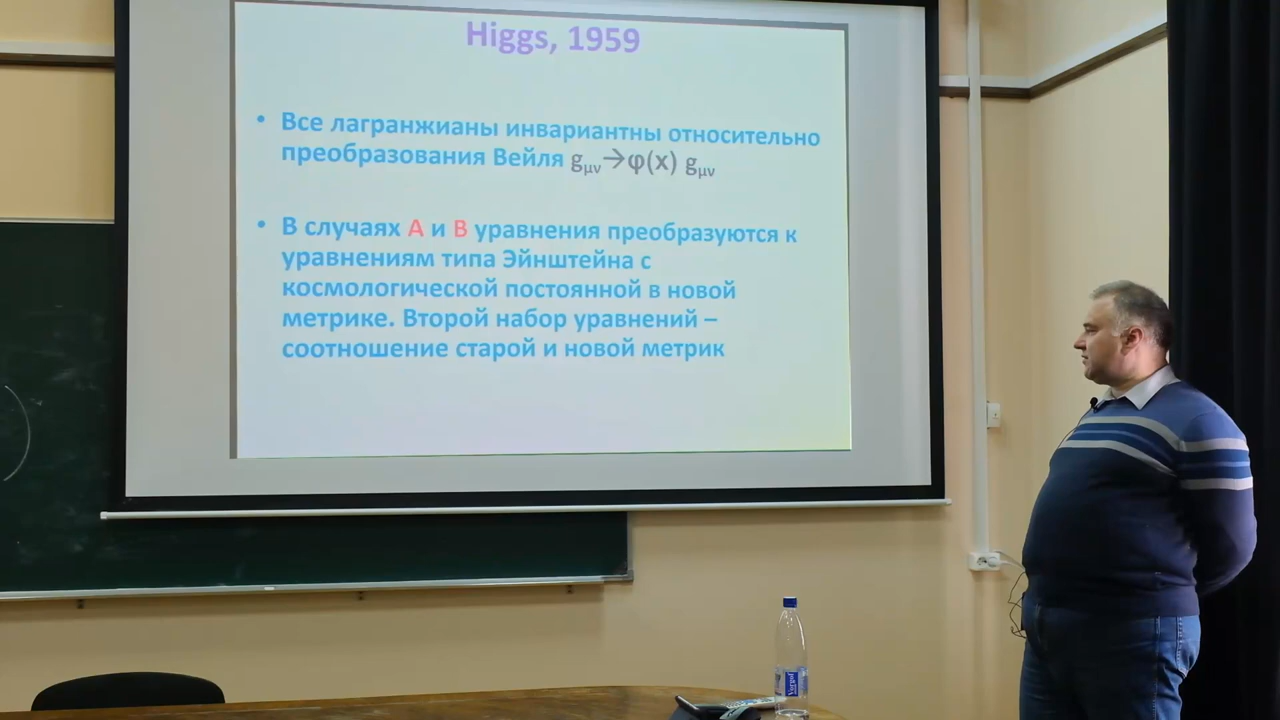 Higgs, 1959
• Все лагранжианы инвариантны относительно
преобразования Вейля gμν→φ(x) gμν
• В случаях A и B уравнения преобразуются к
уравнениям типа Эйнштейна с
космологической постоянной в новой
метрике. Второй набор уравнений –
соотношение старой и новой метрик